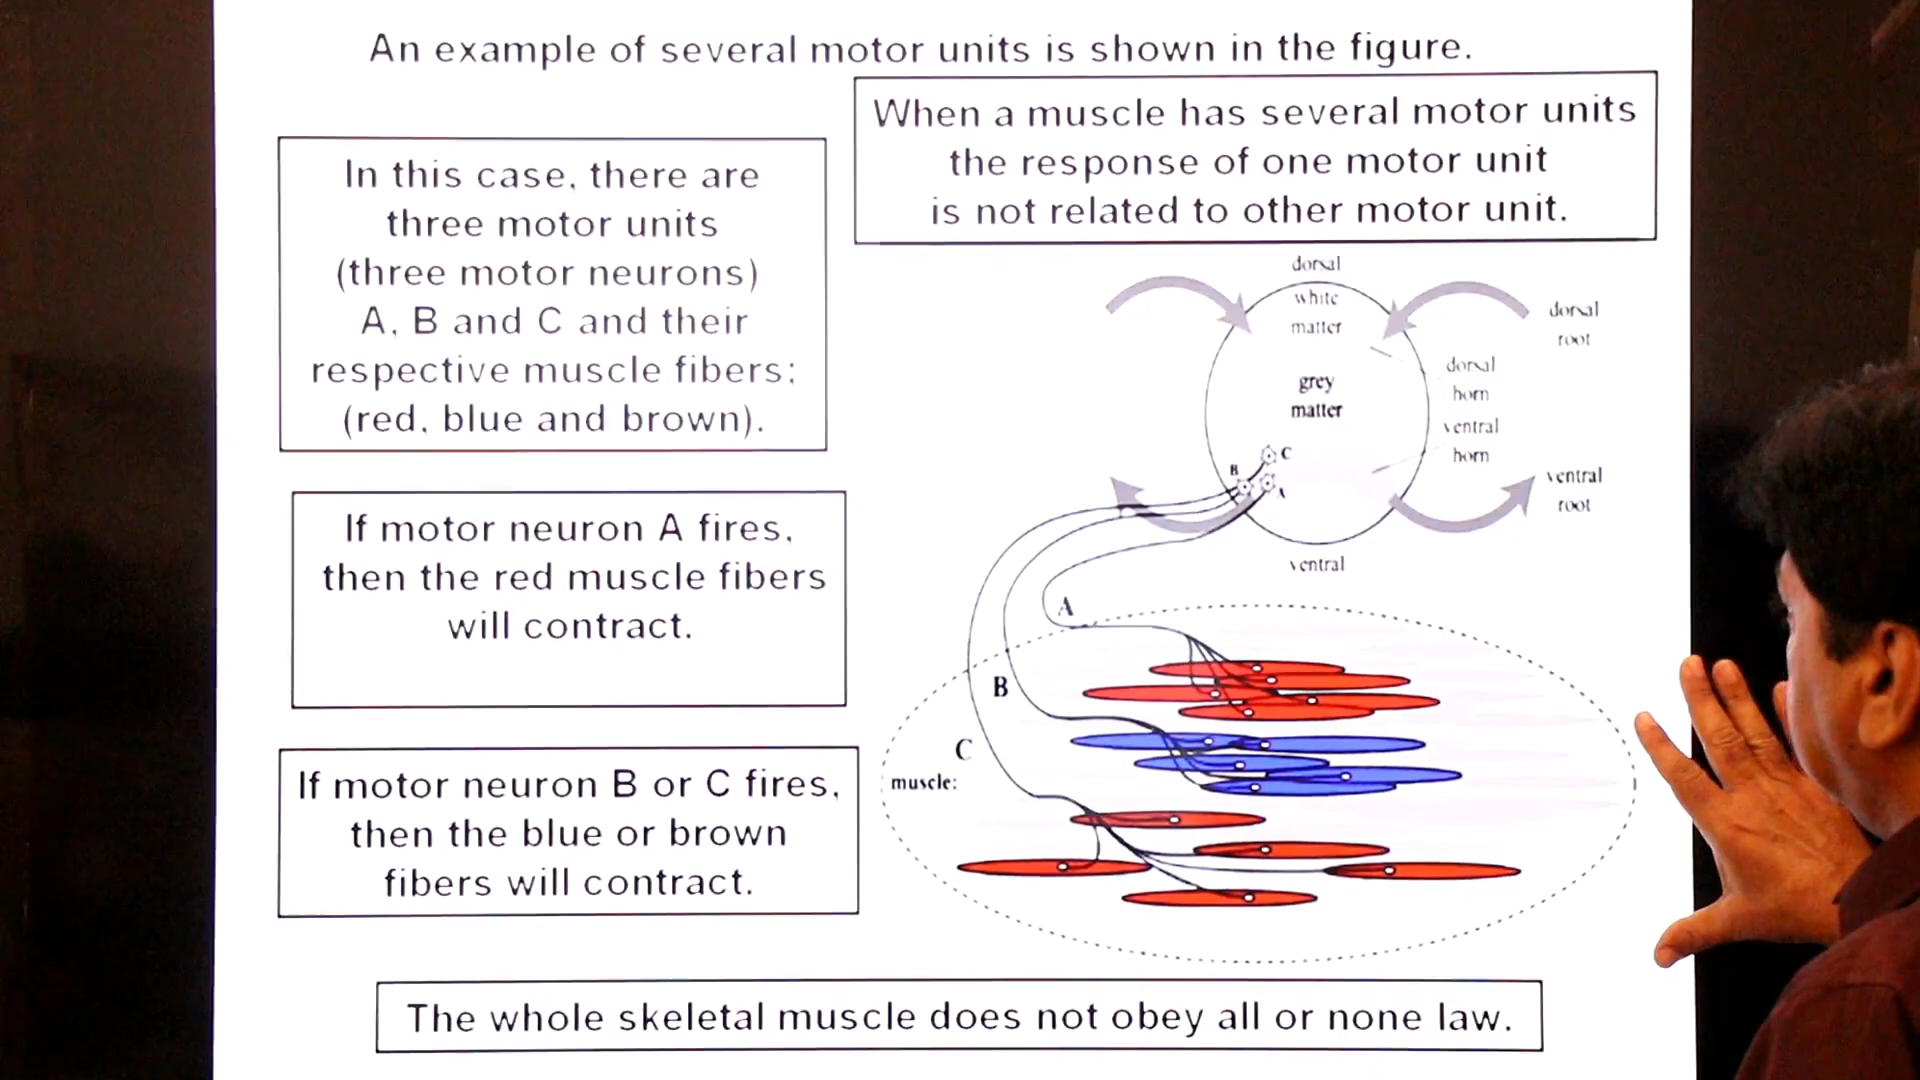 An example of several motor units is shown in the figure.
When a muscle has several motor units
the response of one motor unit
is not related to other motor unit.
In this case, there are
three motor units
(three motor neurons)
A, B and C and their
respective muscle fibers;
(red, blue and brown).
If motor neuron A fires,
then the red muscle fibers
will contract.
If motor neuron B or C fires,
then the blue or brown
fibers will contract.
dorsal
white
matter
grey
matter
dorsal
root
dorsal
horn
ventral
horn
ventral
root
C
B
A
ventral
A
B
C
muscle:
The whole skeletal muscle does not obey all or none law.